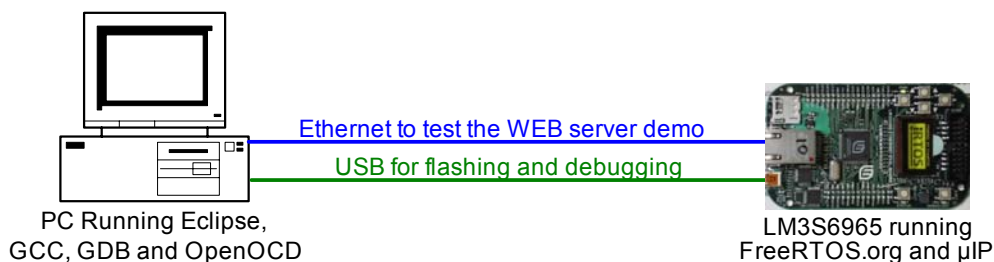 Ethernet to test the WEB server demo
USB for flashing and debugging
PC Running Eclipse,
GCC, GDB and OpenOCD
RTOS
LM3S6965 running
FreeRTOS.org and µIP